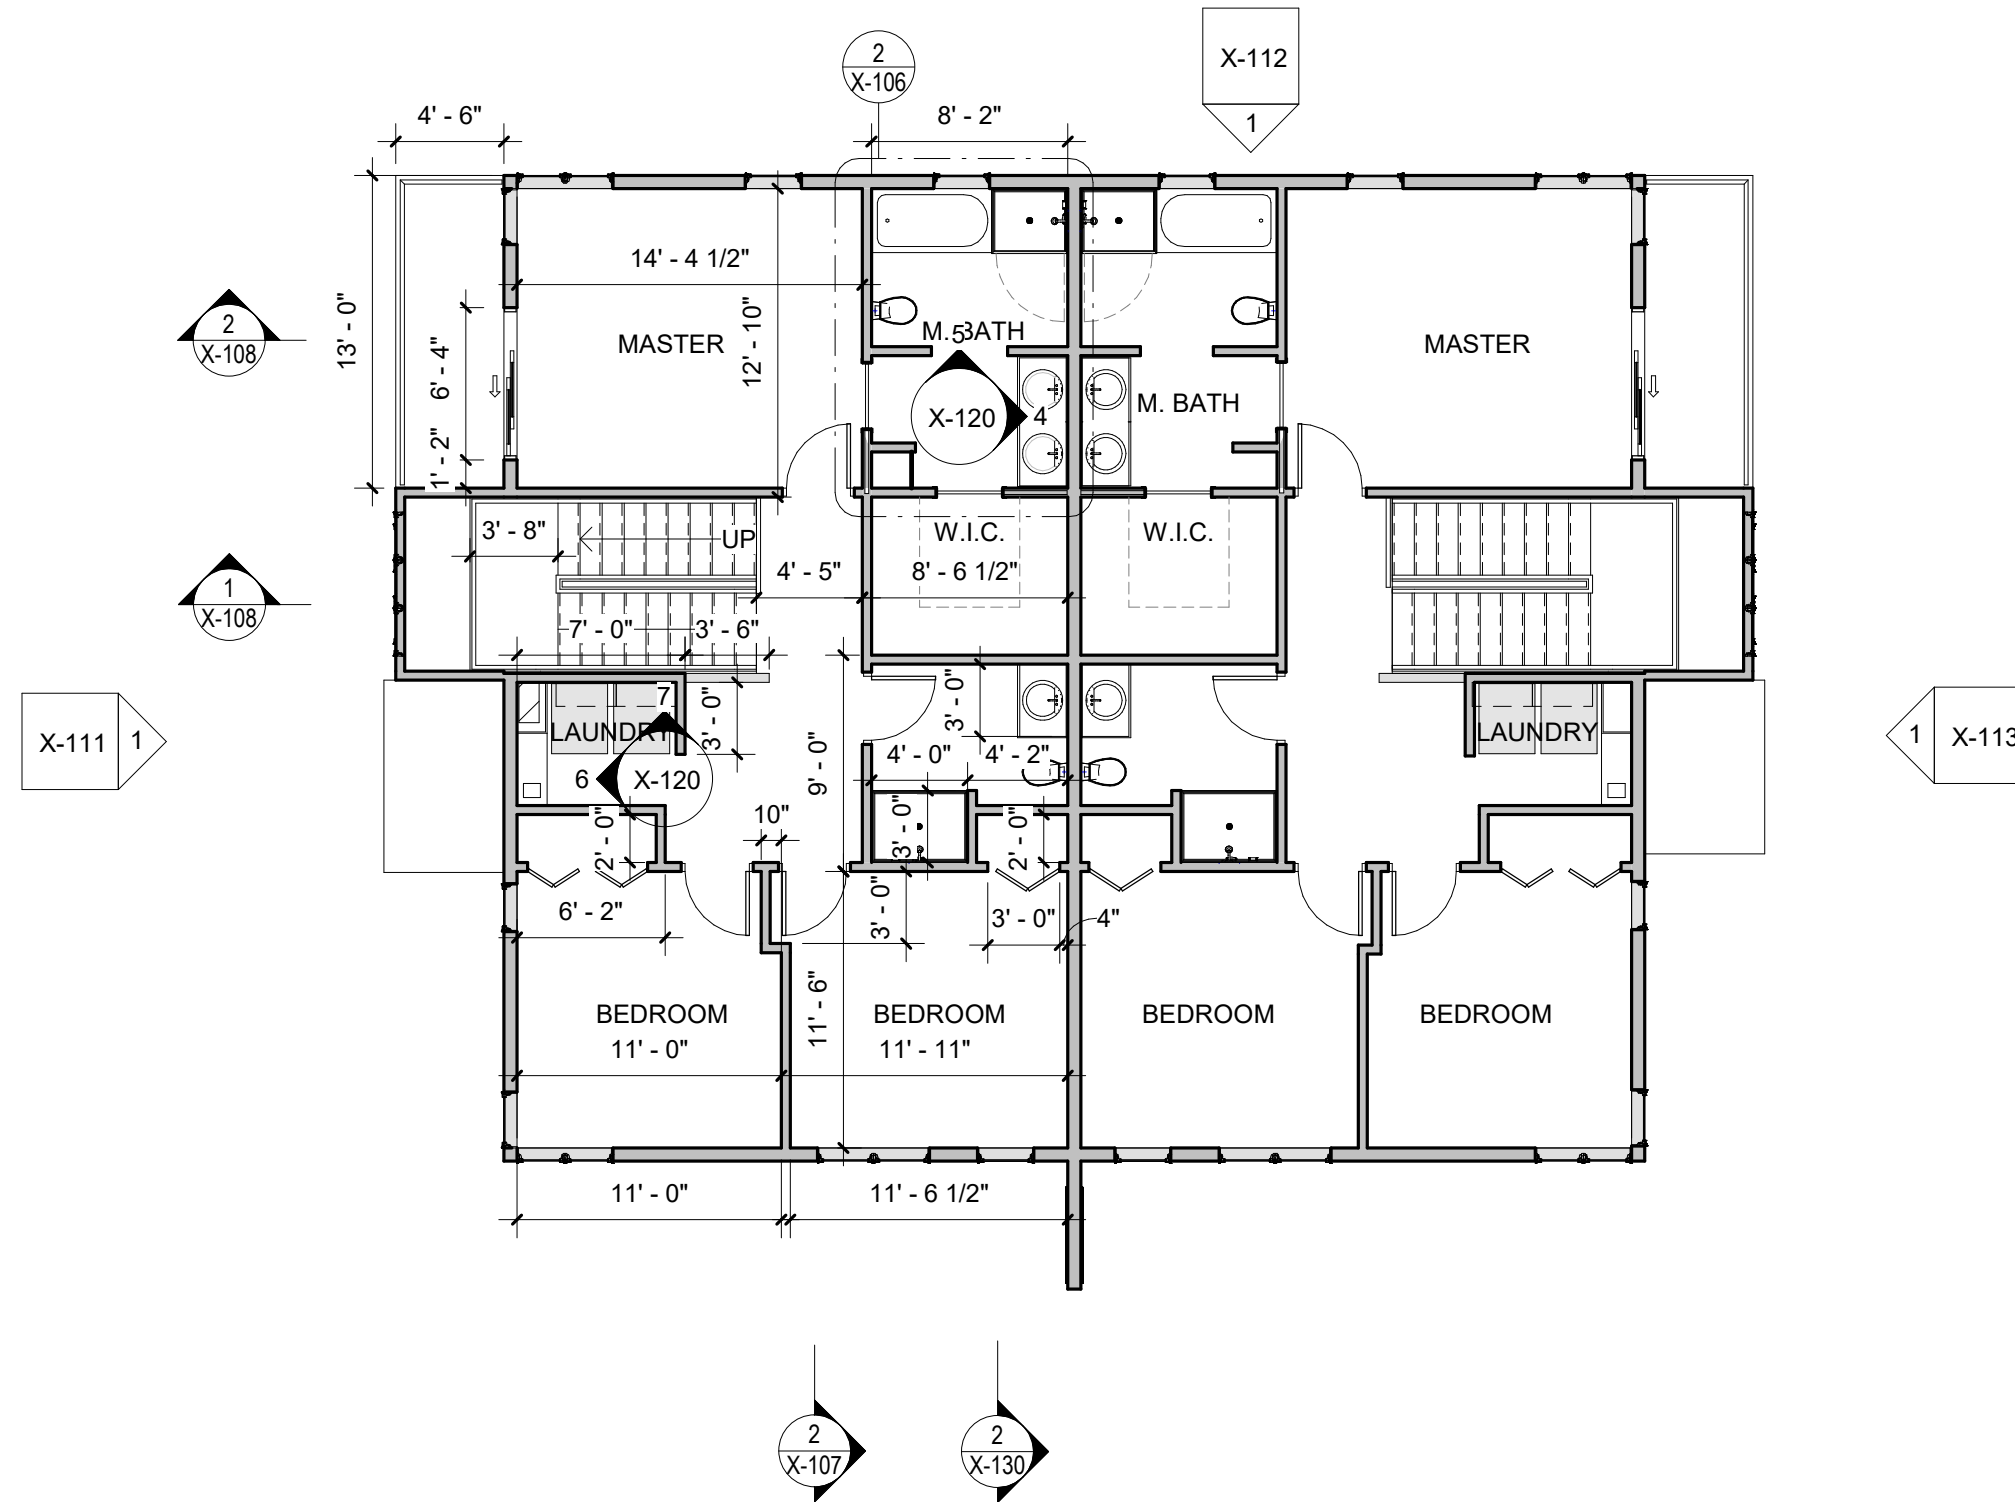 2
X-106
X-112
1
4' - 6"
8' - 2"
14' - 4 1/2"
13' - 0"
12' - 10"
6' - 4"
1' - 2"
2
X-108
MASTER
M. BATH
5
X-120
4
M. BATH
MASTER
3' - 8"
UP
W.I.C.
W.I.C.
4' - 5"
8' - 6 1/2"
1
X-108
7' - 0"
3' - 6"
7
LAUNDRY
3' - 0"
3' - 0"
LAUNDRY
X-111
1
1
X-113
6
X-120
9' - 0"
4' - 0"
4' - 2"
10"
2' - 0"
3' - 0"
2' - 0"
6' - 2"
3' - 0"
3' - 0"
4"
11' - 6"
BEDROOM
BEDROOM
BEDROOM
BEDROOM
11' - 0"
11' - 11"
11' - 0"
11' - 6 1/2"
2
X-107
2
X-130